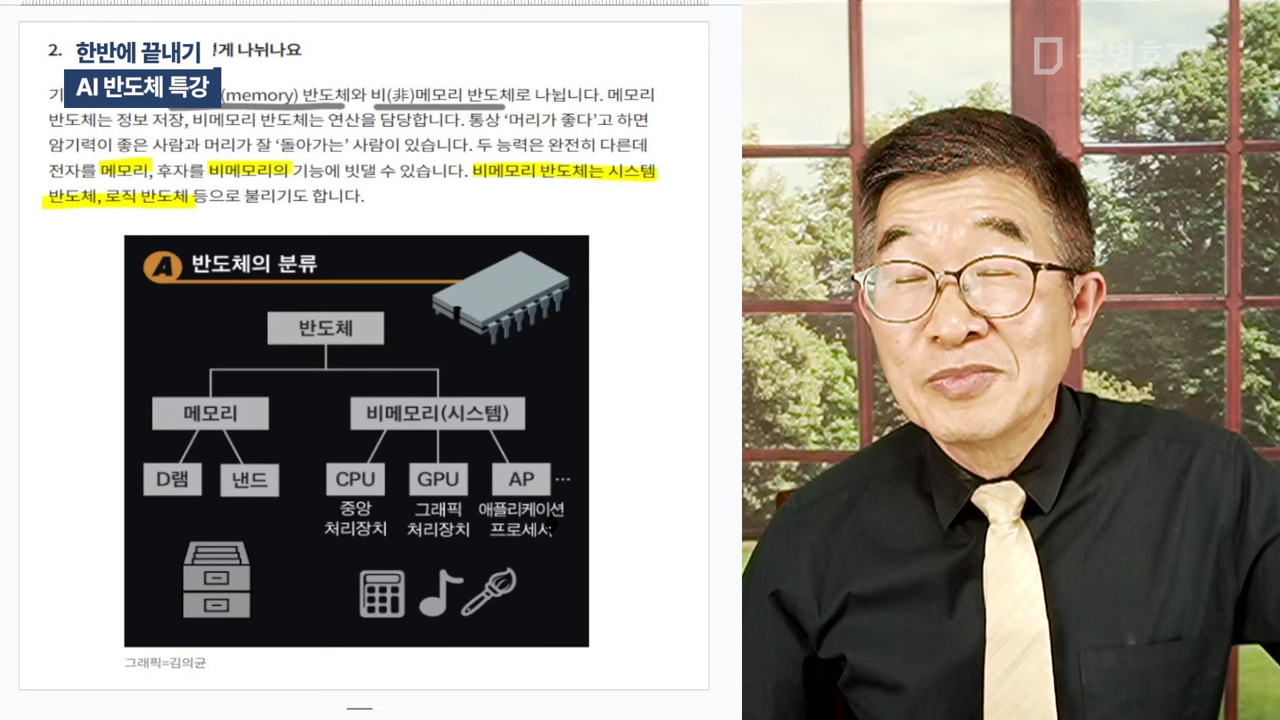 2.
한반에 끝내기
게 나뉘나요
AI 반도체 특강
기
(memory) 반도체와 비(非)메모리 반도체로 나뉩니다. 메모리
반도체는 정보 저장, 비메모리 반도체는 연산을 담당합니다. 통상 ‘머리가 좋다’고 하면
암기력이 좋은 사람과 머리가 잘 ‘돌아가는’ 사람이 있습니다. 두 능력은 완전히 다른데
전자를 메모리, 후자를 비메모리의 기능에 빗댈 수 있습니다. 비메모리 반도체는 시스템
반도체, 로직 반도체 등으로 불리기도 합니다.
A 반도체의 분류
반도체
메모리
비메모리(시스템)
D램
낸드
CPU
GPU
AP
...
중앙
처리장치
그래픽
처리장치
애플리케이션
프로세서
그래픽=김의균
공병호TV